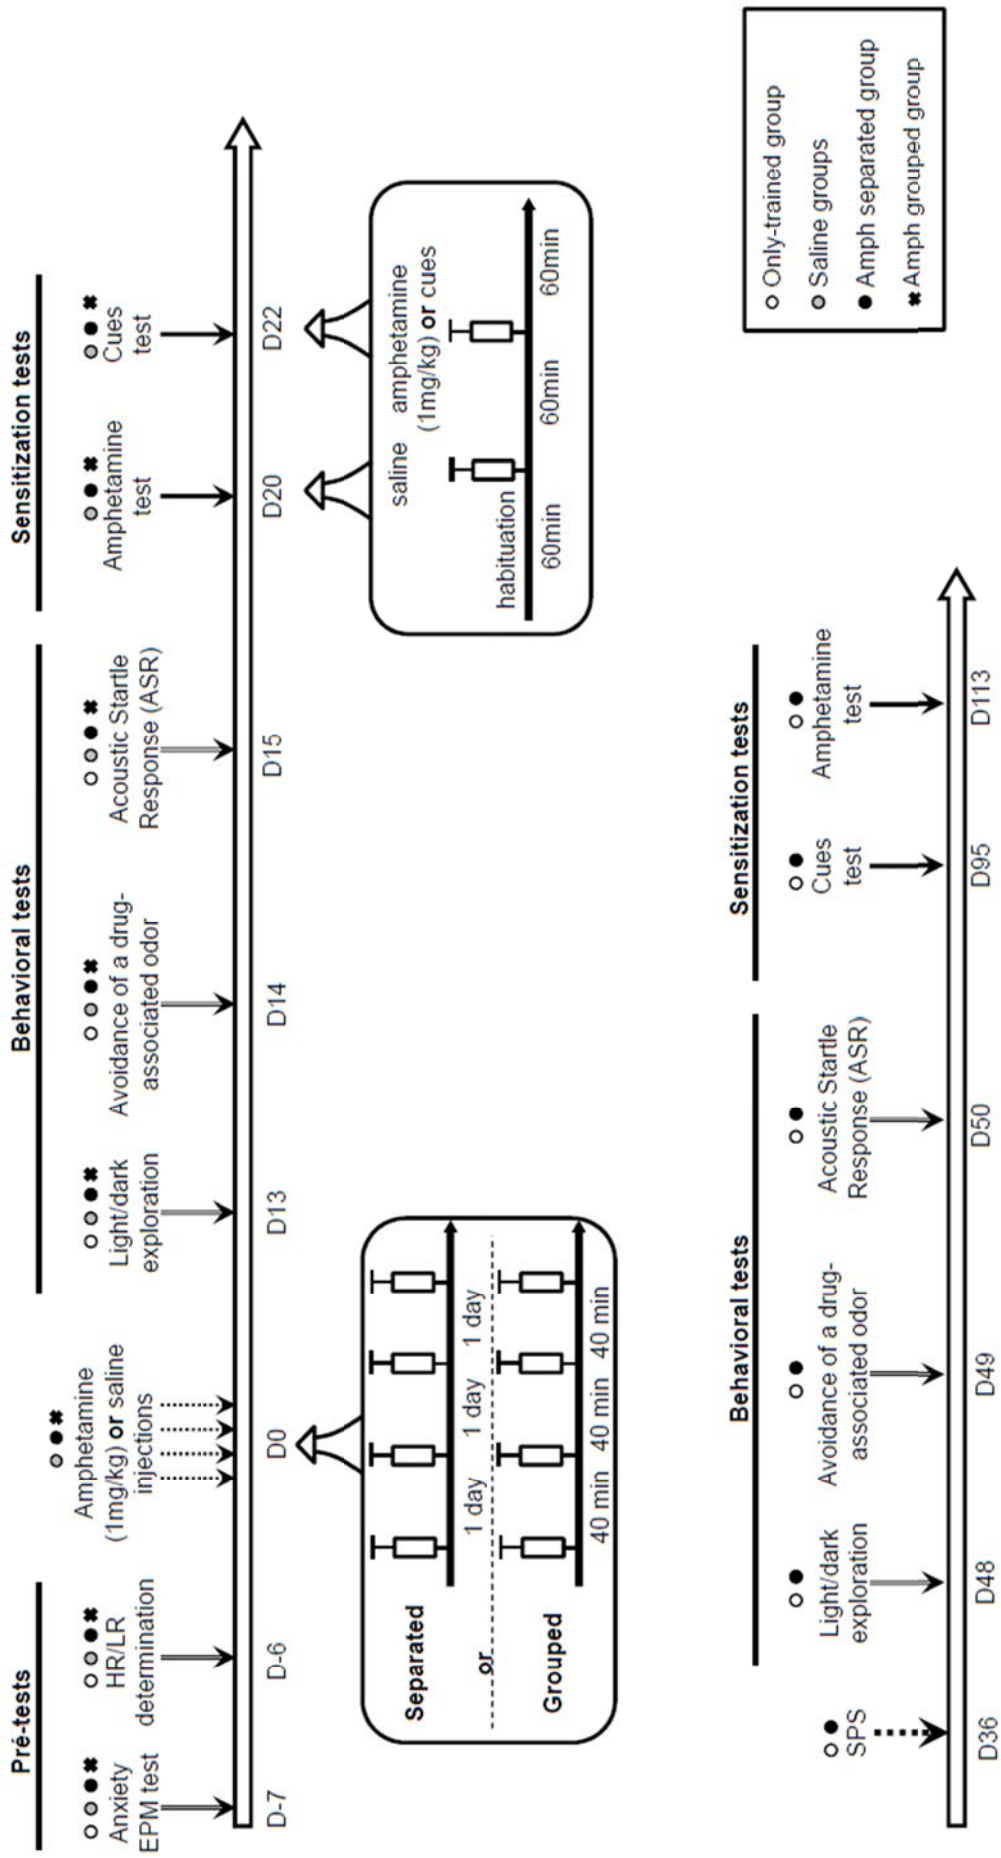 Pré-tests
Behavioral tests
Sensitization tests
Anxiety
EPM test
HR/LR
determination
Amphetamine
(1mg/kg) or saline
injections
Light/dark
exploration
Avoidance of a drug-
associated odor
Acoustic Startle
Response (ASR)
Amphetamine
test
Cues
test
D-7
D-6
D0
D13
D14
D15
D20
D22
Separated
1 day
1 day
1 day
or
Grouped
40 min
40 min
40 min
saline
amphetamine
(1mg/kg) or cues
habituation
60min
60min
60min
Behavioral tests
Sensitization tests
SPS
Light/dark
exploration
Avoidance of a drug-
associated odor
Acoustic Startle
Response (ASR)
Cues
test
Amphetamine
test
D36
D48
D49
D50
D95
D113
Only-trained group
Saline groups
Amph separated group
Amph grouped group